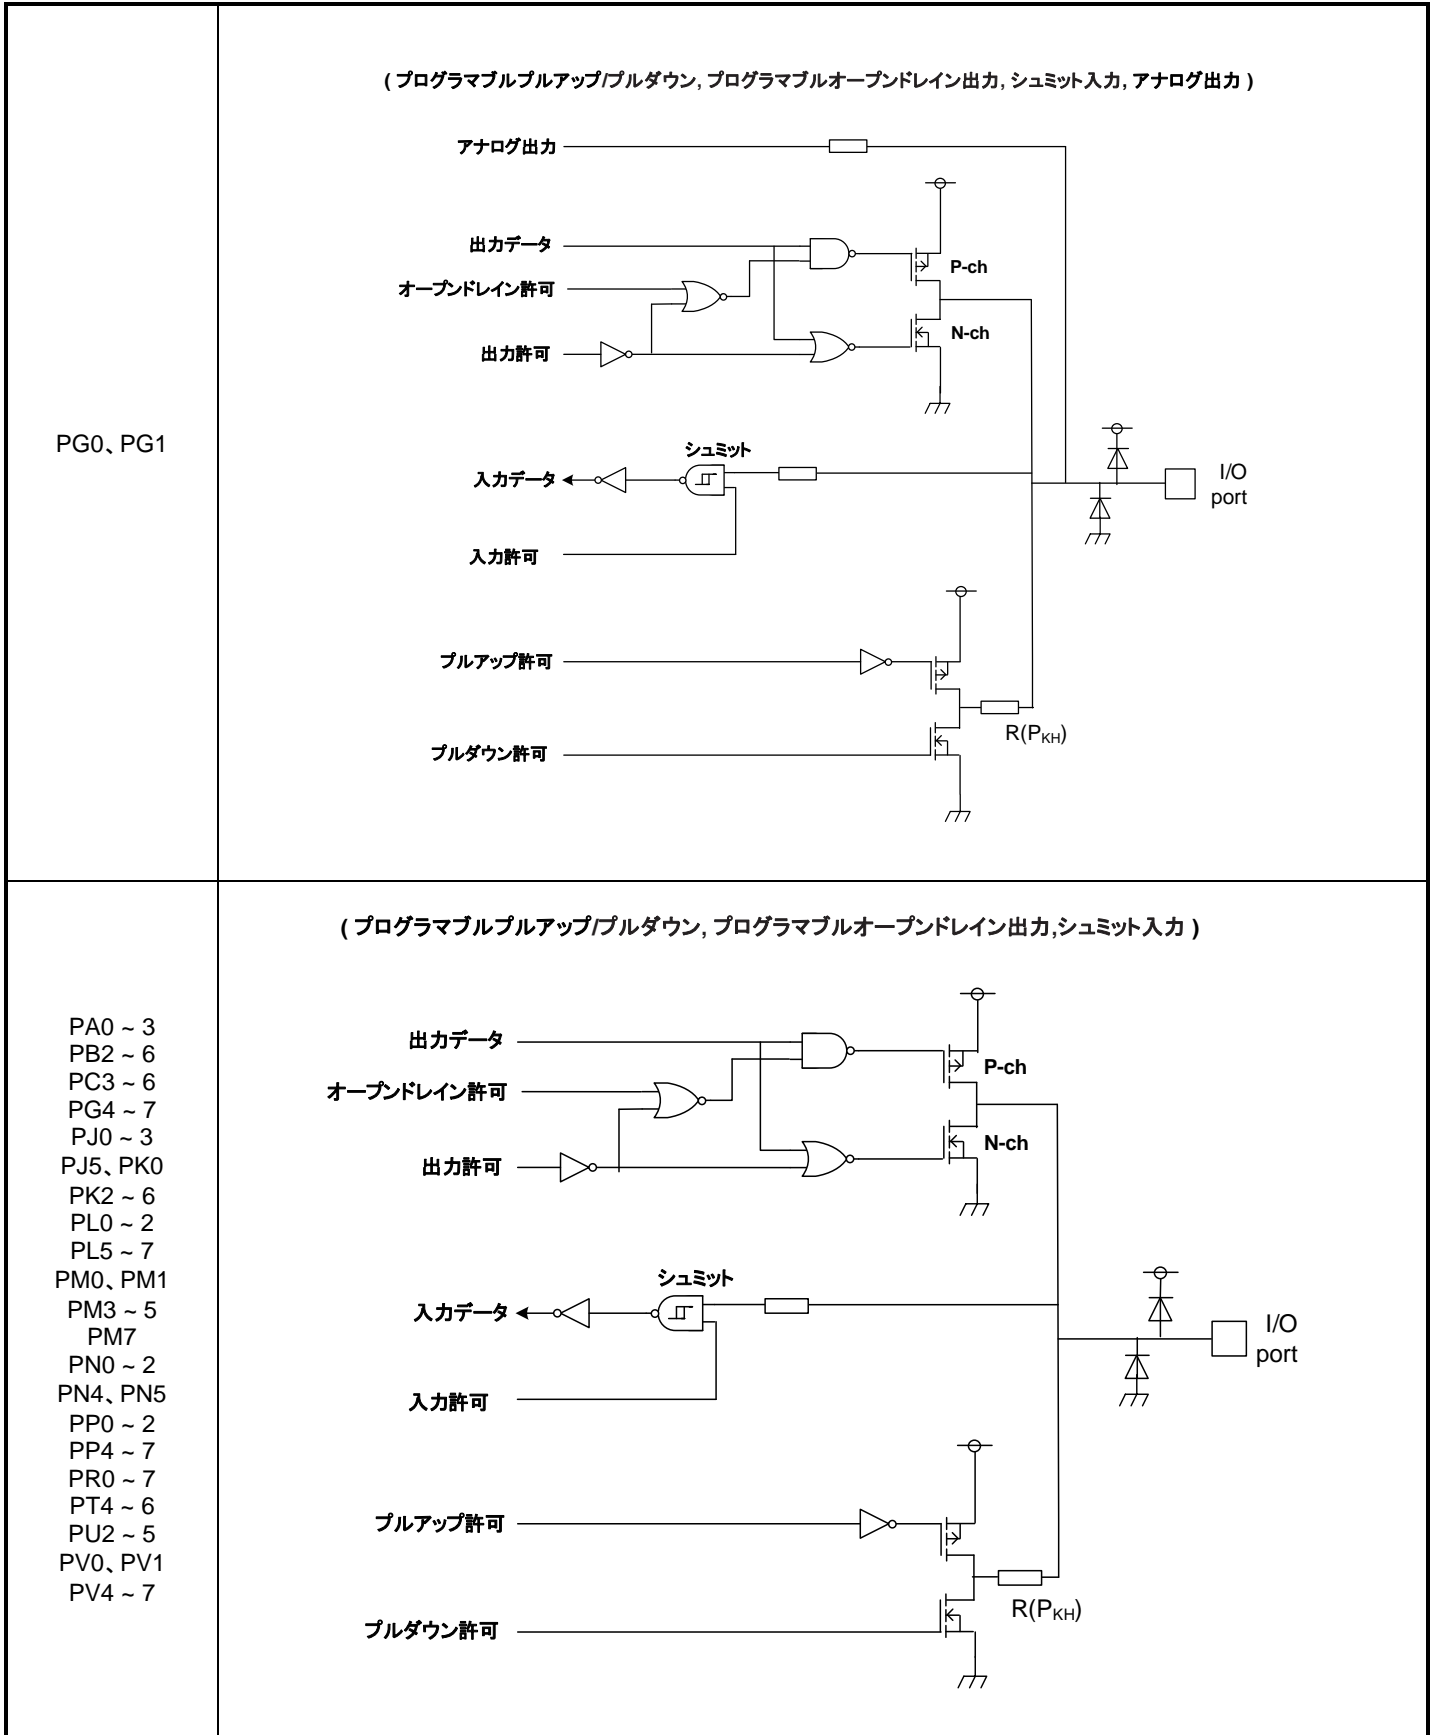 ( プログラマブルプルアップ/プルダウン, プログラマブルオープンドレイン出力, シュミット入力, アナログ出力 )
アナログ出力
出力データ
P-ch
オープンドレイン許可
N-ch
出力許可
PG0、PG1
シュミット
入力データ
I/O
port
入力許可
プルアップ許可
R(PKH)
プルダウン許可
( プログラマブルプルアップ/プルダウン, プログラマブルオープンドレイン出力,シュミット入力 )
PA0 ~ 3
PB2 ~ 6
PC3 ~ 6
PG4 ~ 7
PJ0 ~ 3
PJ5、PK0
PK2 ~ 6
PL0 ~ 2
PL5 ~ 7
PM0、PM1
PM3 ~ 5
PM7
PN0 ~ 2
PN4、PN5
PP0 ~ 2
PP4 ~ 7
PR0 ~ 7
PT4 ~ 6
PU2 ~ 5
PV0、PV1
PV4 ~ 7
出力データ
P-ch
オープンドレイン許可
N-ch
出力許可
シュミット
入力データ
I/O
port
入力許可
プルアップ許可
R(PKH)
プルダウン許可